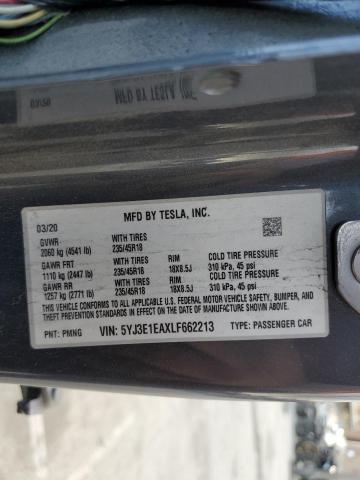 MFD BY TESLA, INC.
03/20
GVWR WITH TIRES
2060 kg (4541 lb) 235/45R18
GAWR FRT WITH TIRES RIM COLD TIRE PRESSURE
1110 kg (2447 lb) 235/45R18 18X8.5J 310 kPa, 45 psi
GAWR RR WITH TIRES RIM COLD TIRE PRESSURE
1257 kg (2771 lb) 235/45R18 18X8.5J 310 kPa, 45 psi
THIS VEHICLE CONFORMS TO ALL APPLICABLE FEDERAL MOTOR VEHICLE SAFETY, BUMPER, AND
THEFT PREVENTION STANDARDS IN EFFECT ON THE DATE OF MANUFACTURE SHOWN ABOVE.
PNT: PMNG VIN: 5YJ3E1EAXLF662213 TYPE: PASSENGER CAR